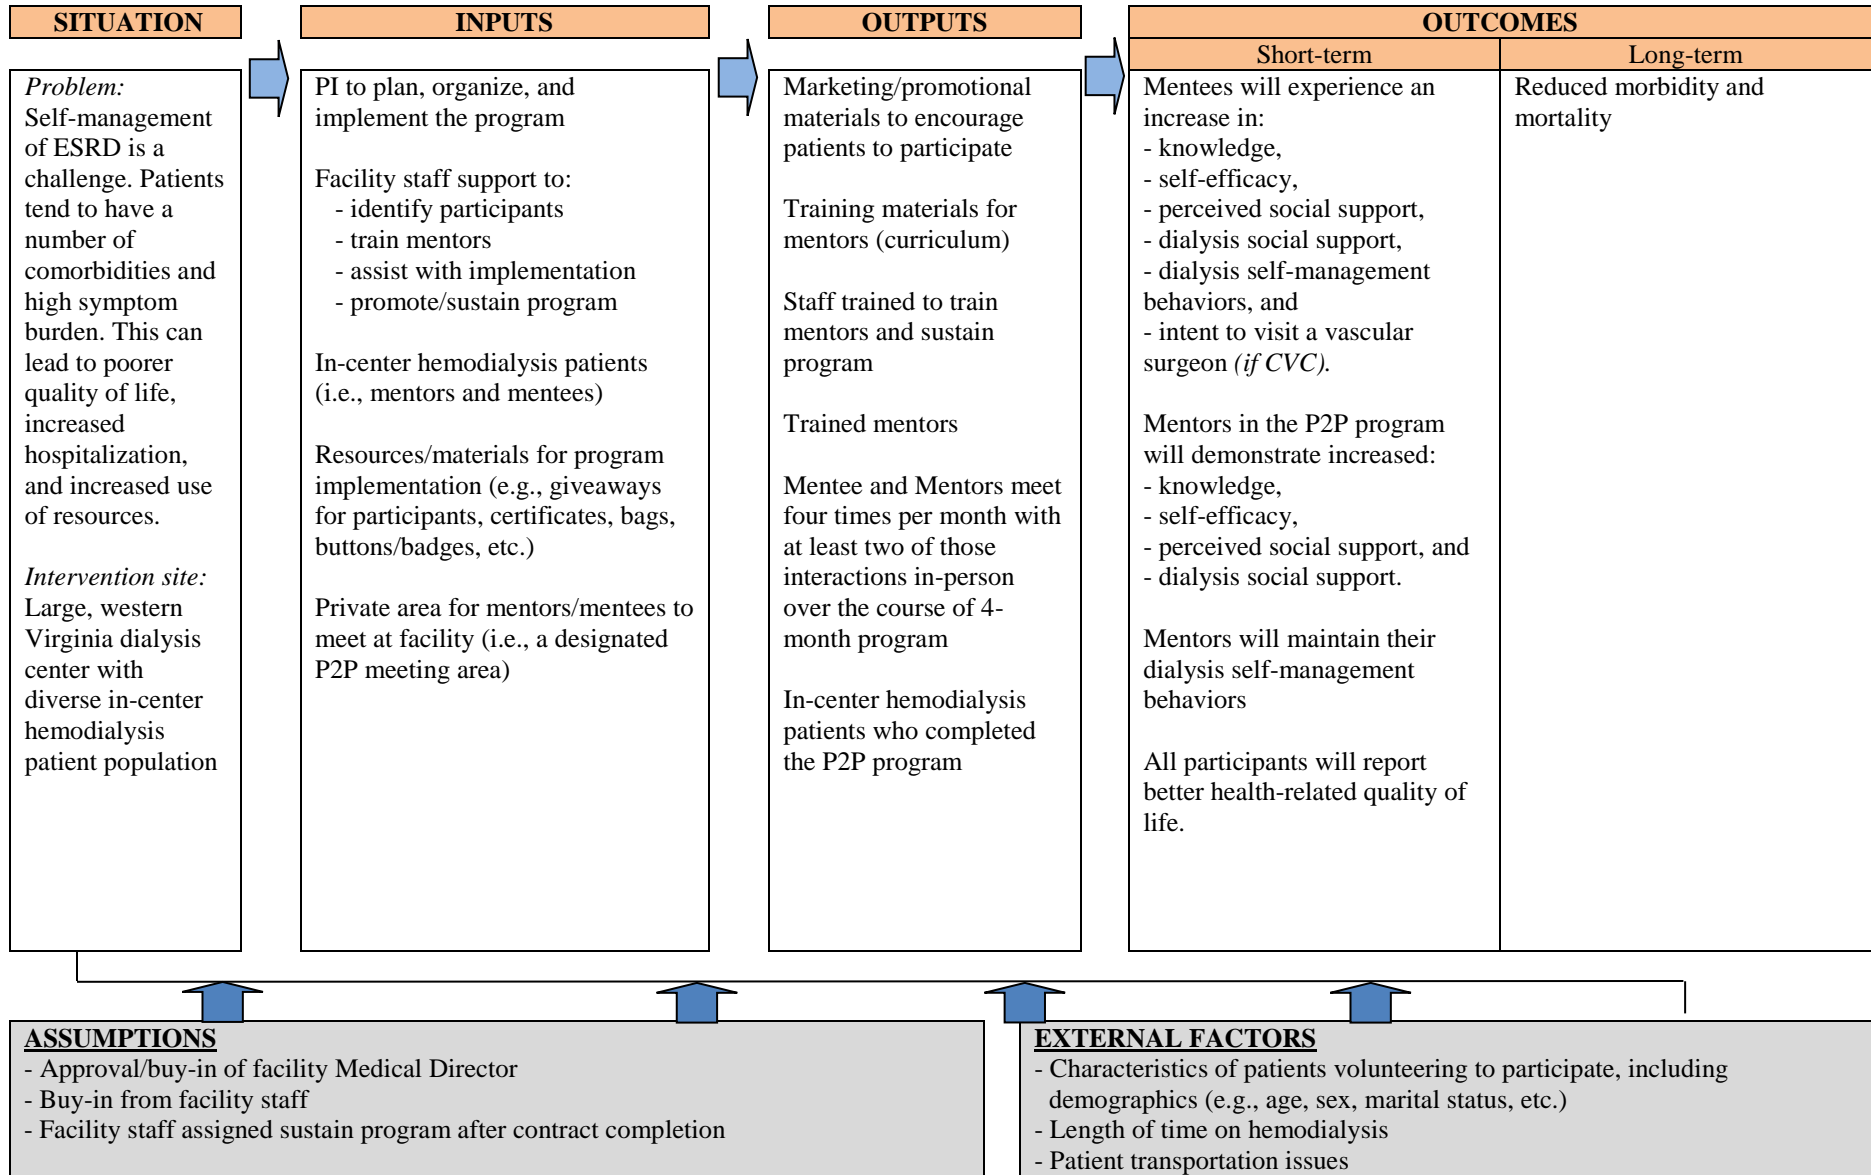 SITUATION
Problem:
Self-management
of ESRD is a
challenge. Patients
tend to have a
number of
comorbidities and
high symptom
burden. This can
lead to poorer
quality of life,
increased
hospitalization,
and increased use
of resources.
Intervention site:
Large, western
Virginia dialysis
center with
diverse in-center
hemodialysis
patient population
INPUTS
PI to plan, organize, and
implement the program
Facility staff support to:
- identify participants
- train mentors
- assist with implementation
- promote/sustain program
In-center hemodialysis patients
(i.e., mentors and mentees)
Resources/materials for program
implementation (e.g., giveaways
for participants, certificates, bags,
buttons/badges, etc.)
Private area for mentors/mentees to
meet at facility (i.e., a designated
P2P meeting area)
OUTPUTS
Marketing/promotional
materials to encourage
patients to participate
Training materials for
mentors (curriculum)
Staff trained to train
mentors and sustain
program
Trained mentors
Mentee and Mentors meet
four times per month with
at least two of those
interactions in-person
over the course of 4-
month program
In-center hemodialysis
patients who completed
the P2P program
OUTCOMES
Short-term
Mentees will experience an
increase in:
- knowledge,
- self-efficacy,
- perceived social support,
- dialysis social support,
- dialysis self-management
behaviors, and
- intent to visit a vascular
surgeon (if CVC).
Mentors in the P2P program
will demonstrate increased:
- knowledge,
- self-efficacy,
- perceived social support, and
- dialysis social support.
Mentors will maintain their
dialysis self-management
behaviors
All participants will report
better health-related quality of
life.
Long-term
Reduced morbidity and
mortality
ASSUMPTIONS
- Approval/buy-in of facility Medical Director
- Buy-in from facility staff
- Facility staff assigned sustain program after contract completion
EXTERNAL FACTORS
- Characteristics of patients volunteering to participate, including
demographics (e.g., age, sex, marital status, etc.)
- Length of time on hemodialysis
- Patient transportation issues